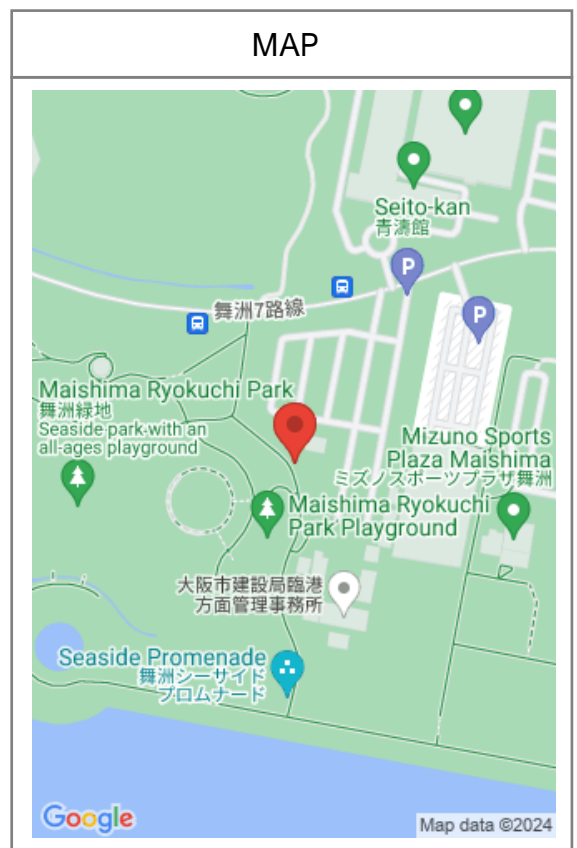 MAP
Seito-kan
青濤館
P
舞洲7路線
P
Maishima Ryokuchi Park
舞洲緑地
Seaside park with an
all-ages playground
Mizuno Sports
Plaza Maishima
ミズノスポーツプラザ舞洲
Maishima Ryokuchi
Park Playground
大阪市建設局臨港
方面管理事務所
Seaside Promenade
舞洲シーサイド
プロムナード
Google
Map data ©2024